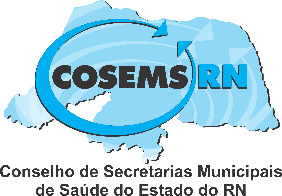 COSEMS RN
Conselho de Secretarias Municipais
de Saúde do Estado do RN